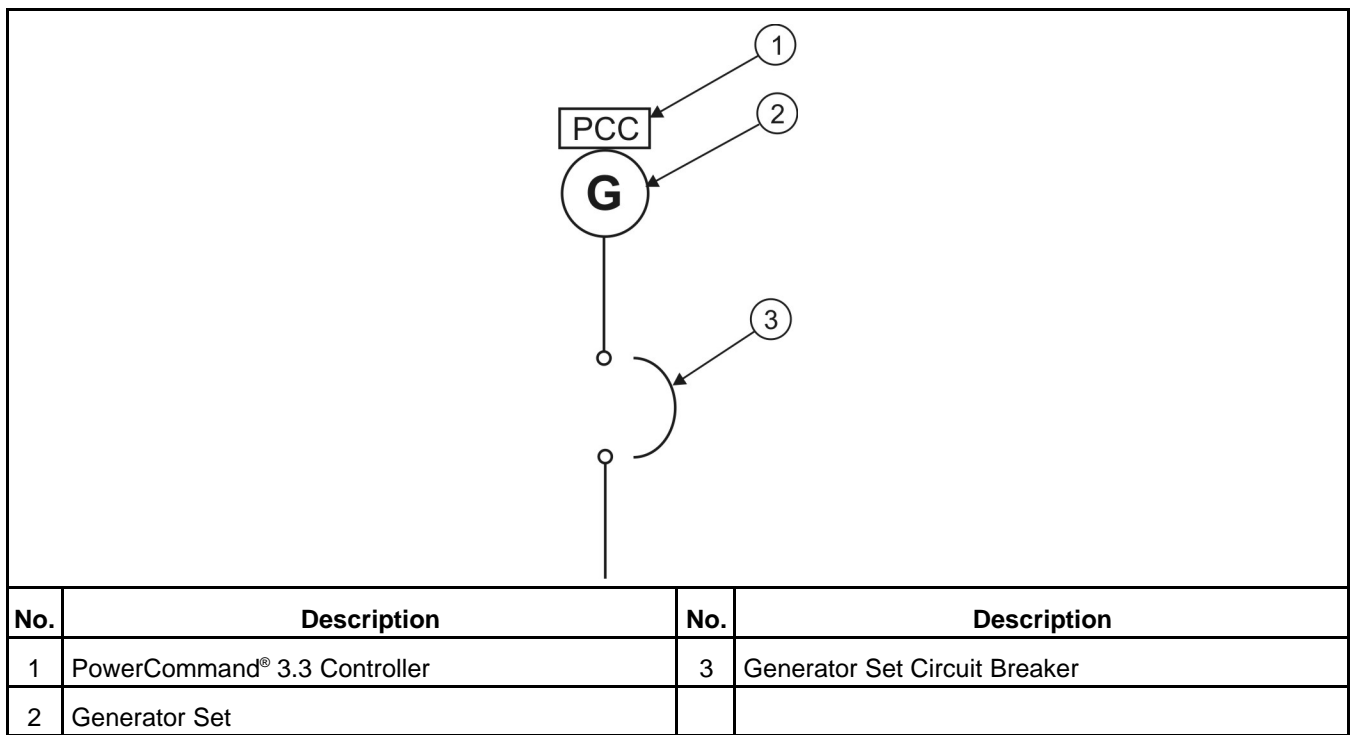 1
PCC
2
G
3
No. Description No. Description
1 PowerCommand® 3.3 Controller 3 Generator Set Circuit Breaker
2 Generator Set